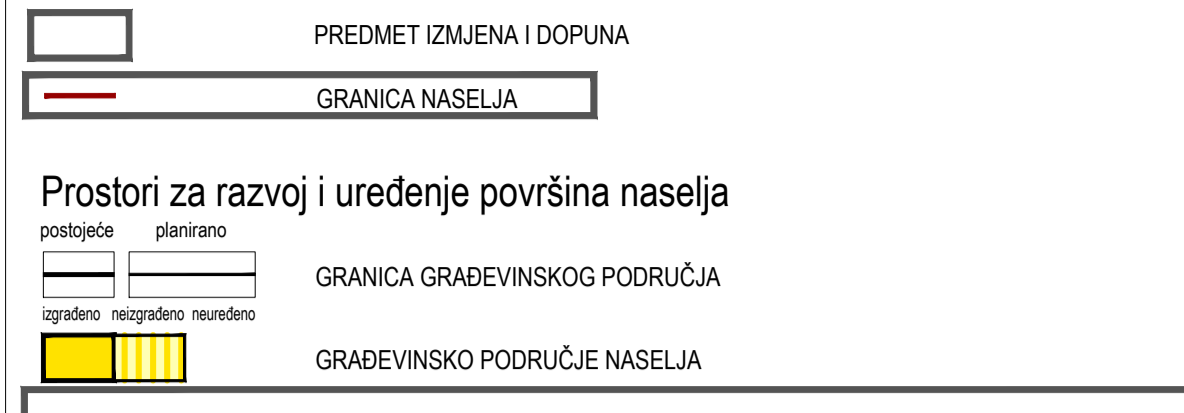 PREDMET IZMJENA I DOPUNA
GRANICA NASELJA
Prostori za razvoj i uređenje površina naselja
postojeće planirano
GRANICA GRAĐEVINSKOG PODRUČJA
izgrađeno neizgrađeno neuređeno
GRAĐEVINSKO PODRUČJE NASELJA